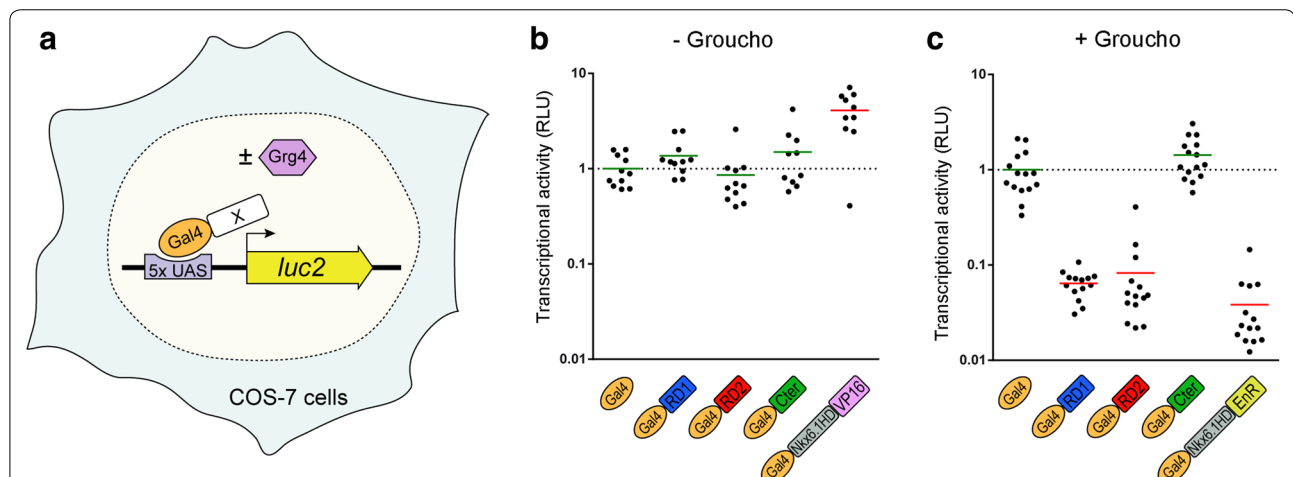 a
± Grg4
X
Gal4
5x UAS
luc2
COS-7 cells
b
- Groucho
Transcriptional activity (RLU)
10
1
0.1
0.01
Gal4
Gal4 RD1
Gal4 RD2
Gal4 Cter
Gal4 Nkx6.1HD VP16
c
+ Groucho
Transcriptional activity (RLU)
10
1
0.1
0.01
Gal4
Gal4 RD1
Gal4 RD2
Gal4 Cter
Gal4 Nkx6.1HD EnR